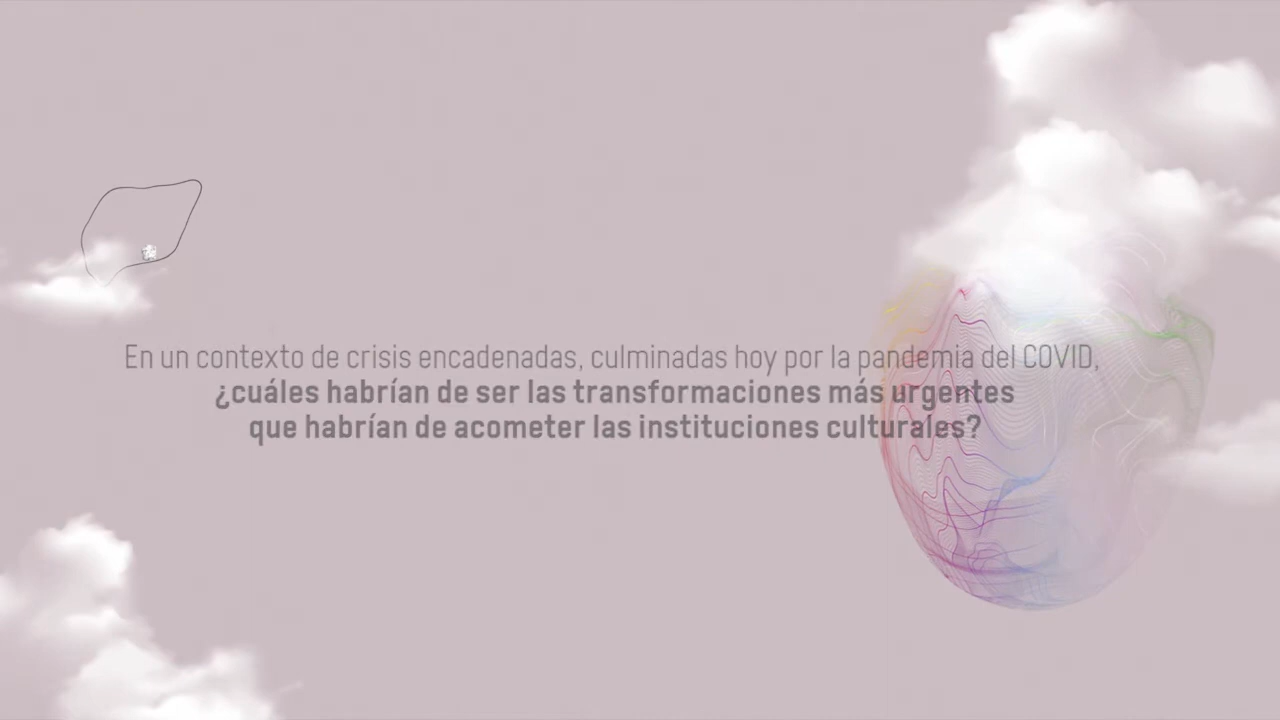 En un contexto de crisis encadenadas, culminadas hoy por la pandemia del COVID,
¿cuáles habrían de ser las transformaciones más urgentes
que habrían de acometer las instituciones culturales?